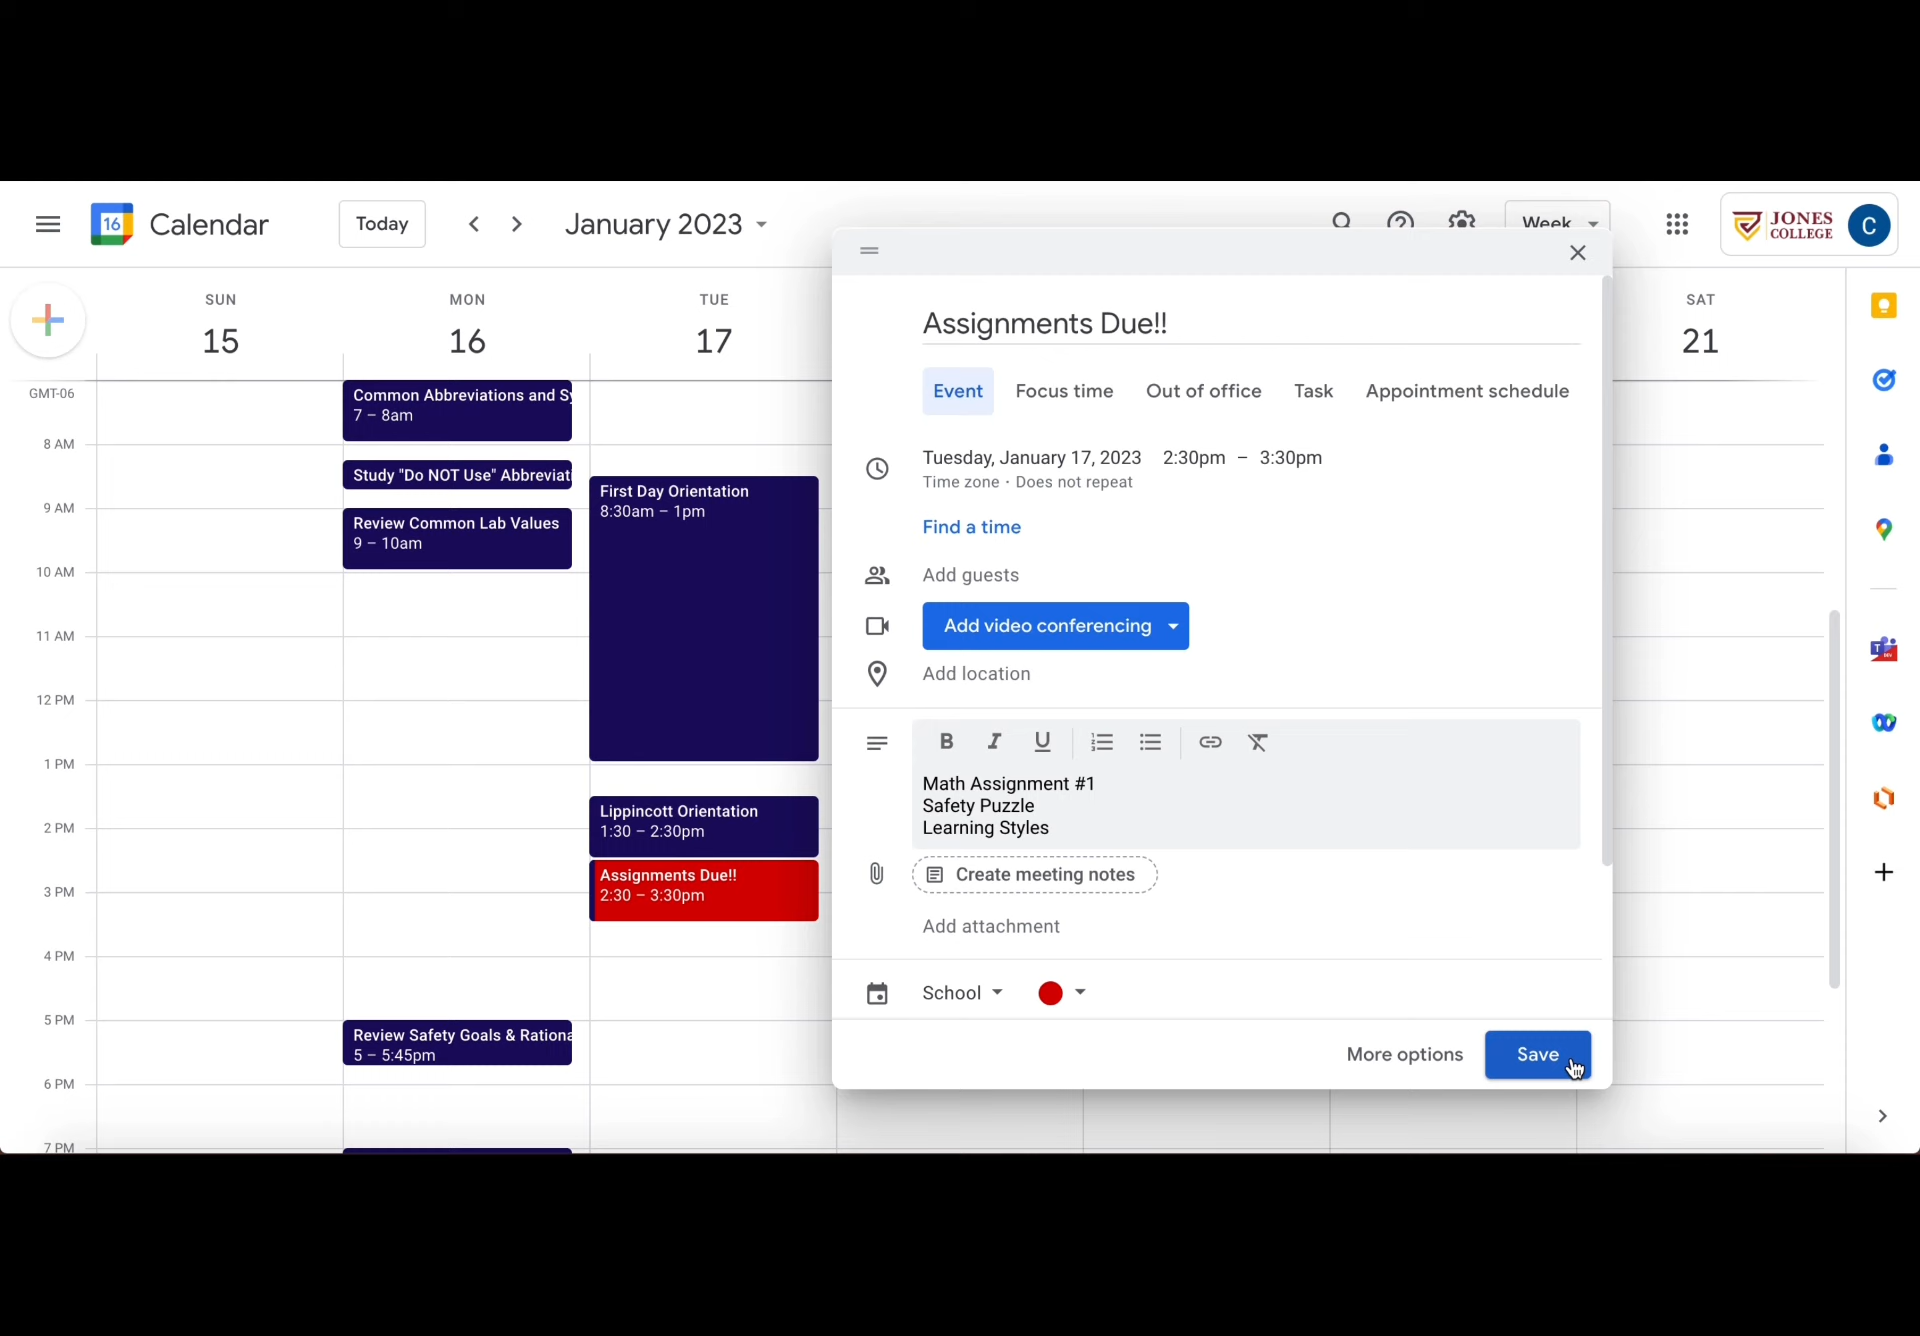 16
Calendar
Today
January 2023
Week
JONES
COLLEGE
C
SUN
15
MON
16
TUE
17
SAT
21
GMT-06
8 AM
9 AM
10 AM
11 AM
12 PM
1 PM
2 PM
3 PM
4 PM
5 PM
6 PM
7 PM
Common Abbreviations and Sy
7 – 8am
Study "Do NOT Use" Abbreviati
Review Common Lab Values
9 – 10am
Review Safety Goals & Rationa
5 – 5:45pm
First Day Orientation
8:30am – 1pm
Lippincott Orientation
1:30 – 2:30pm
Assignments Due!!
2:30 – 3:30pm
Assignments Due!!
Event Focus time Out of office Task Appointment schedule
Tuesday, January 17, 2023 2:30pm – 3:30pm
Time zone · Does not repeat
Find a time
Add guests
Add video conferencing
Add location
B I U
Math Assignment #1
Safety Puzzle
Learning Styles
Create meeting notes
Add attachment
School
More options
Save